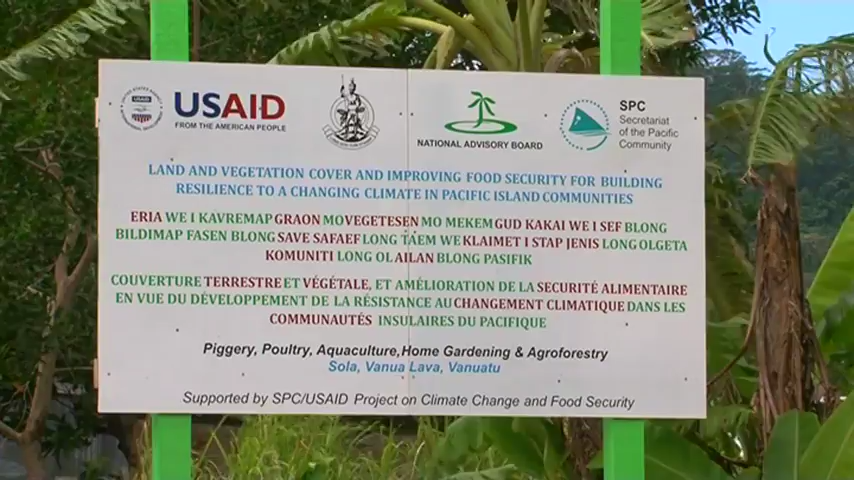 USAID
FROM THE AMERICAN PEOPLE
NATIONAL ADVISORY BOARD
SPC
Secretariat
of the Pacific
Community
LAND AND VEGETATION COVER AND IMPROVING FOOD SECURITY FOR BUILDING
RESILIENCE TO A CHANGING CLIMATE IN PACIFIC ISLAND COMMUNITIES
ERIA WE I KAVREMAP GRAON MO VEGETESEN MO MEKEM GUD KAKAI WE I SEF BLONG
BILDIMAP FASEN BLONG SAVE SAFAEF LONG TAEM WE KLAIMET I STAP JENIS LONG OLGETA
KOMUNITI LONG OL AILAN BLONG PASIFIK
COUVERTURE TERRESTRE ET VÉGÉTALE, ET AMÉLIORATION DE LA SECURITÉ ALIMENTAIRE
EN VUE DU DÉVELOPPEMENT DE LA RÉSISTANCE AU CHANGEMENT CLIMATIQUE DANS LES
COMMUNAUTÉS INSULAIRES DU PACIFIQUE
Piggery, Poultry, Aquaculture, Home Gardening & Agroforestry
Sola, Vanua Lava, Vanuatu
Supported by SPC/USAID Project on Climate Change and Food Security